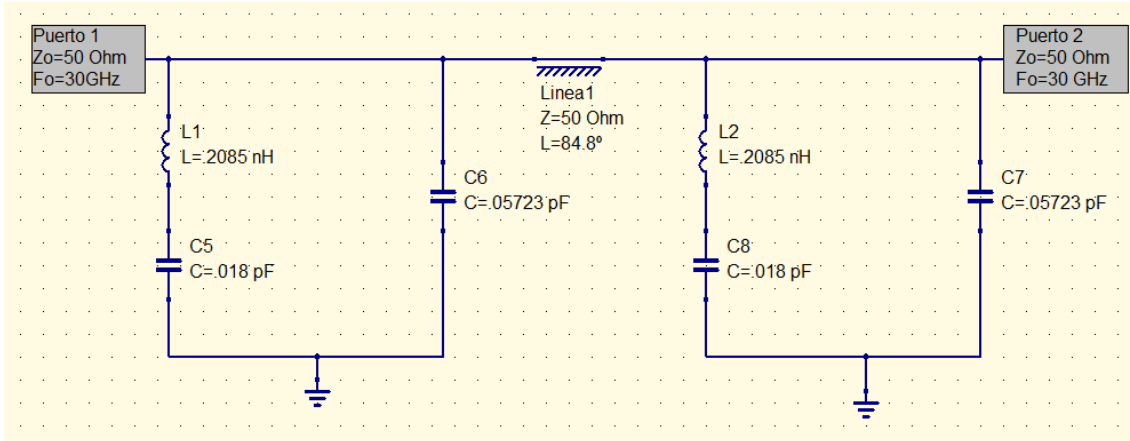 Puerto 1
Zo=50 Ohm
Fo=30GHz
Puerto 2
Zo=50 Ohm
Fo=30 GHz
Linea1
Z=50 Ohm
L=84.8º
L1
L=.2085 nH
L2
L=.2085 nH
C6
C=.05723 pF
C7
C=.05723 pF
C5
C=.018 pF
C8
C=.018 pF